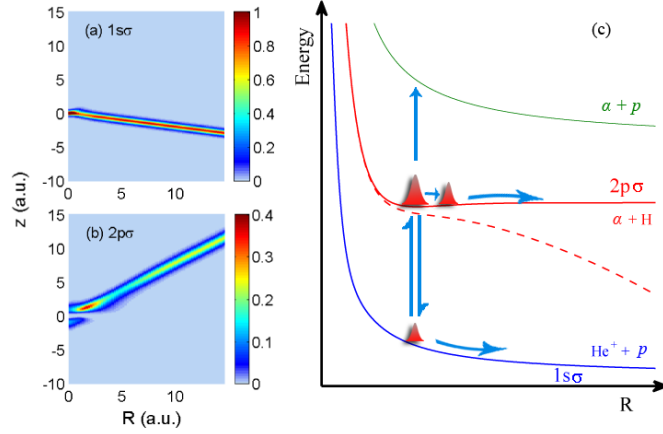 (a) 1sσ
15
10
5
0
-5
-10
0
10
1
0.8
0.6
0.4
0.2
0
z (a.u.)
(b) 2pσ
15
10
5
0
-5
-10
-15
0
5
10
R (a.u.)
0.4
0.3
0.2
0.1
0
(c)
Energy
α + p
2pσ
α + H
He⁺ + p
1sσ
R